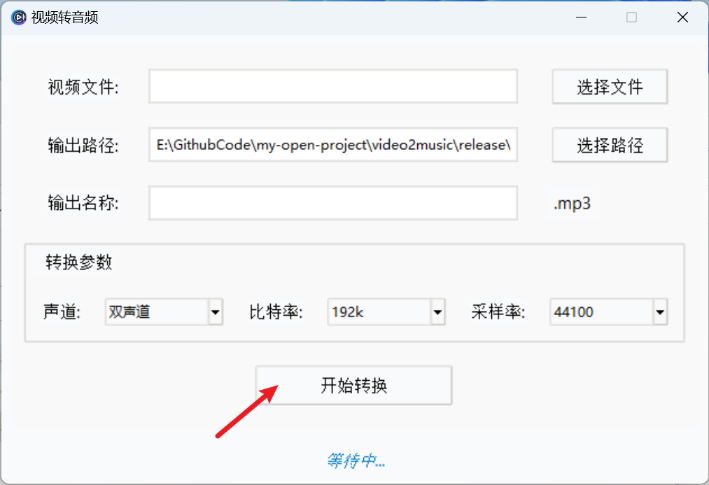 视频转音频
视频文件: 选择文件
输出路径: E:\GithubCode\my-open-project\video2music\release\ 选择路径
输出名称: .mp3
转换参数
声道: 双声道 比特率: 192k 采样率: 44100
开始转换
等待中...